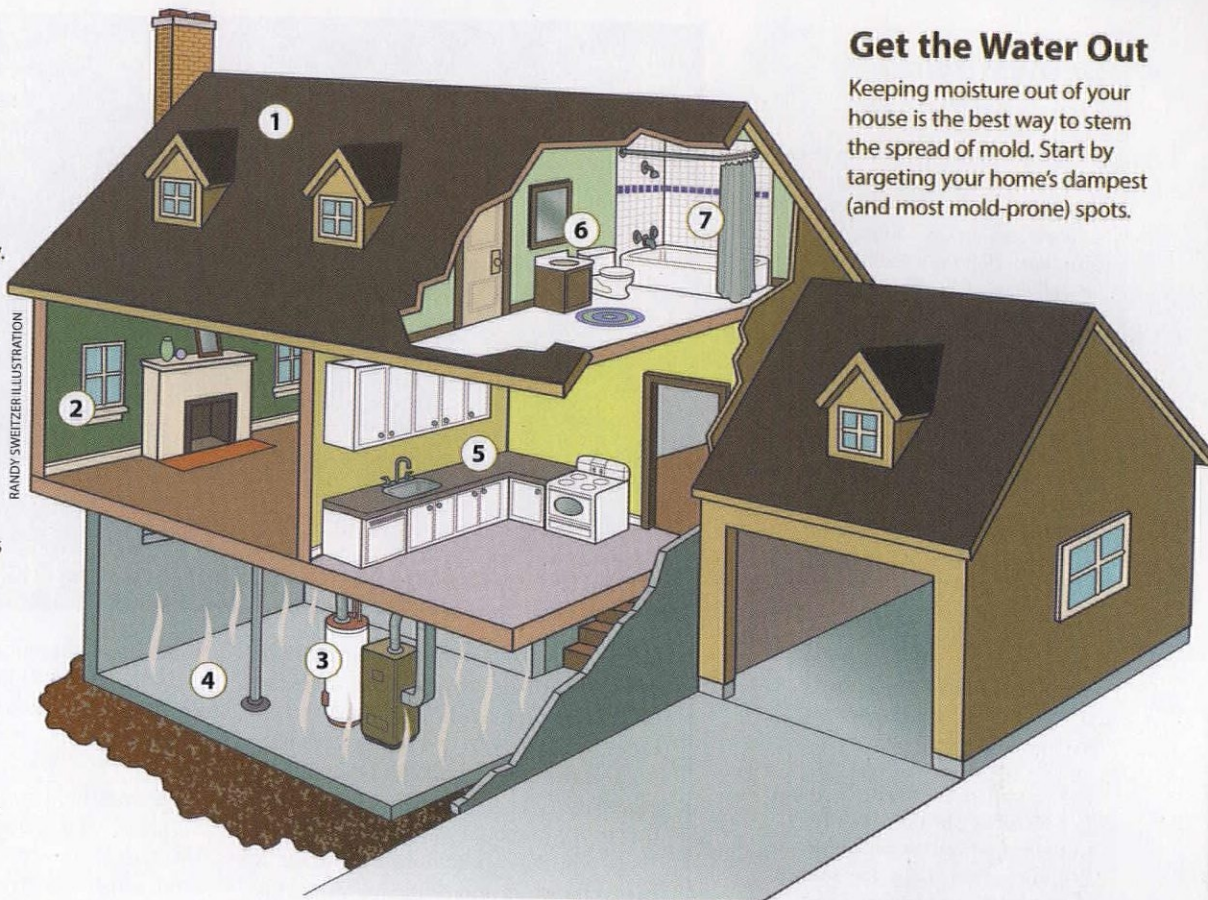 Get the Water Out
Keeping moisture out of your
house is the best way to stem
the spread of mold. Start by
targeting your home's dampest
(and most mold-prone) spots.
1
2
3
4
5
6
7
RANDY SWEITZER ILLUSTRATION